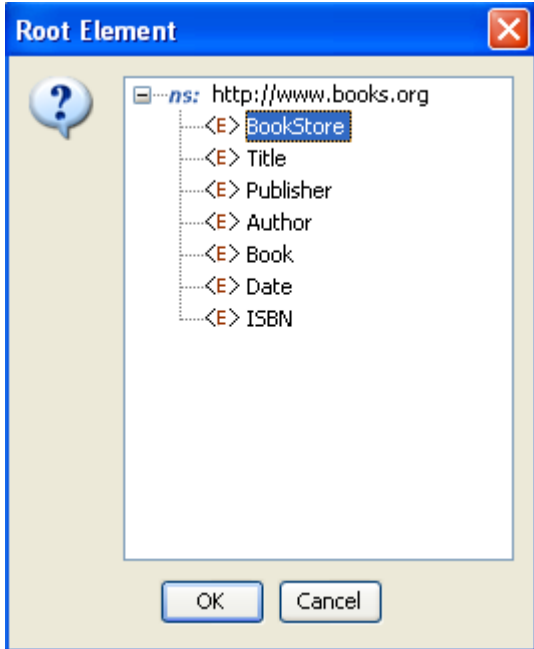 Root Element
?
ns: http://www.books.org
<E> BookStore
<E> Title
<E> Publisher
<E> Author
<E> Book
<E> Date
<E> ISBN
OK Cancel